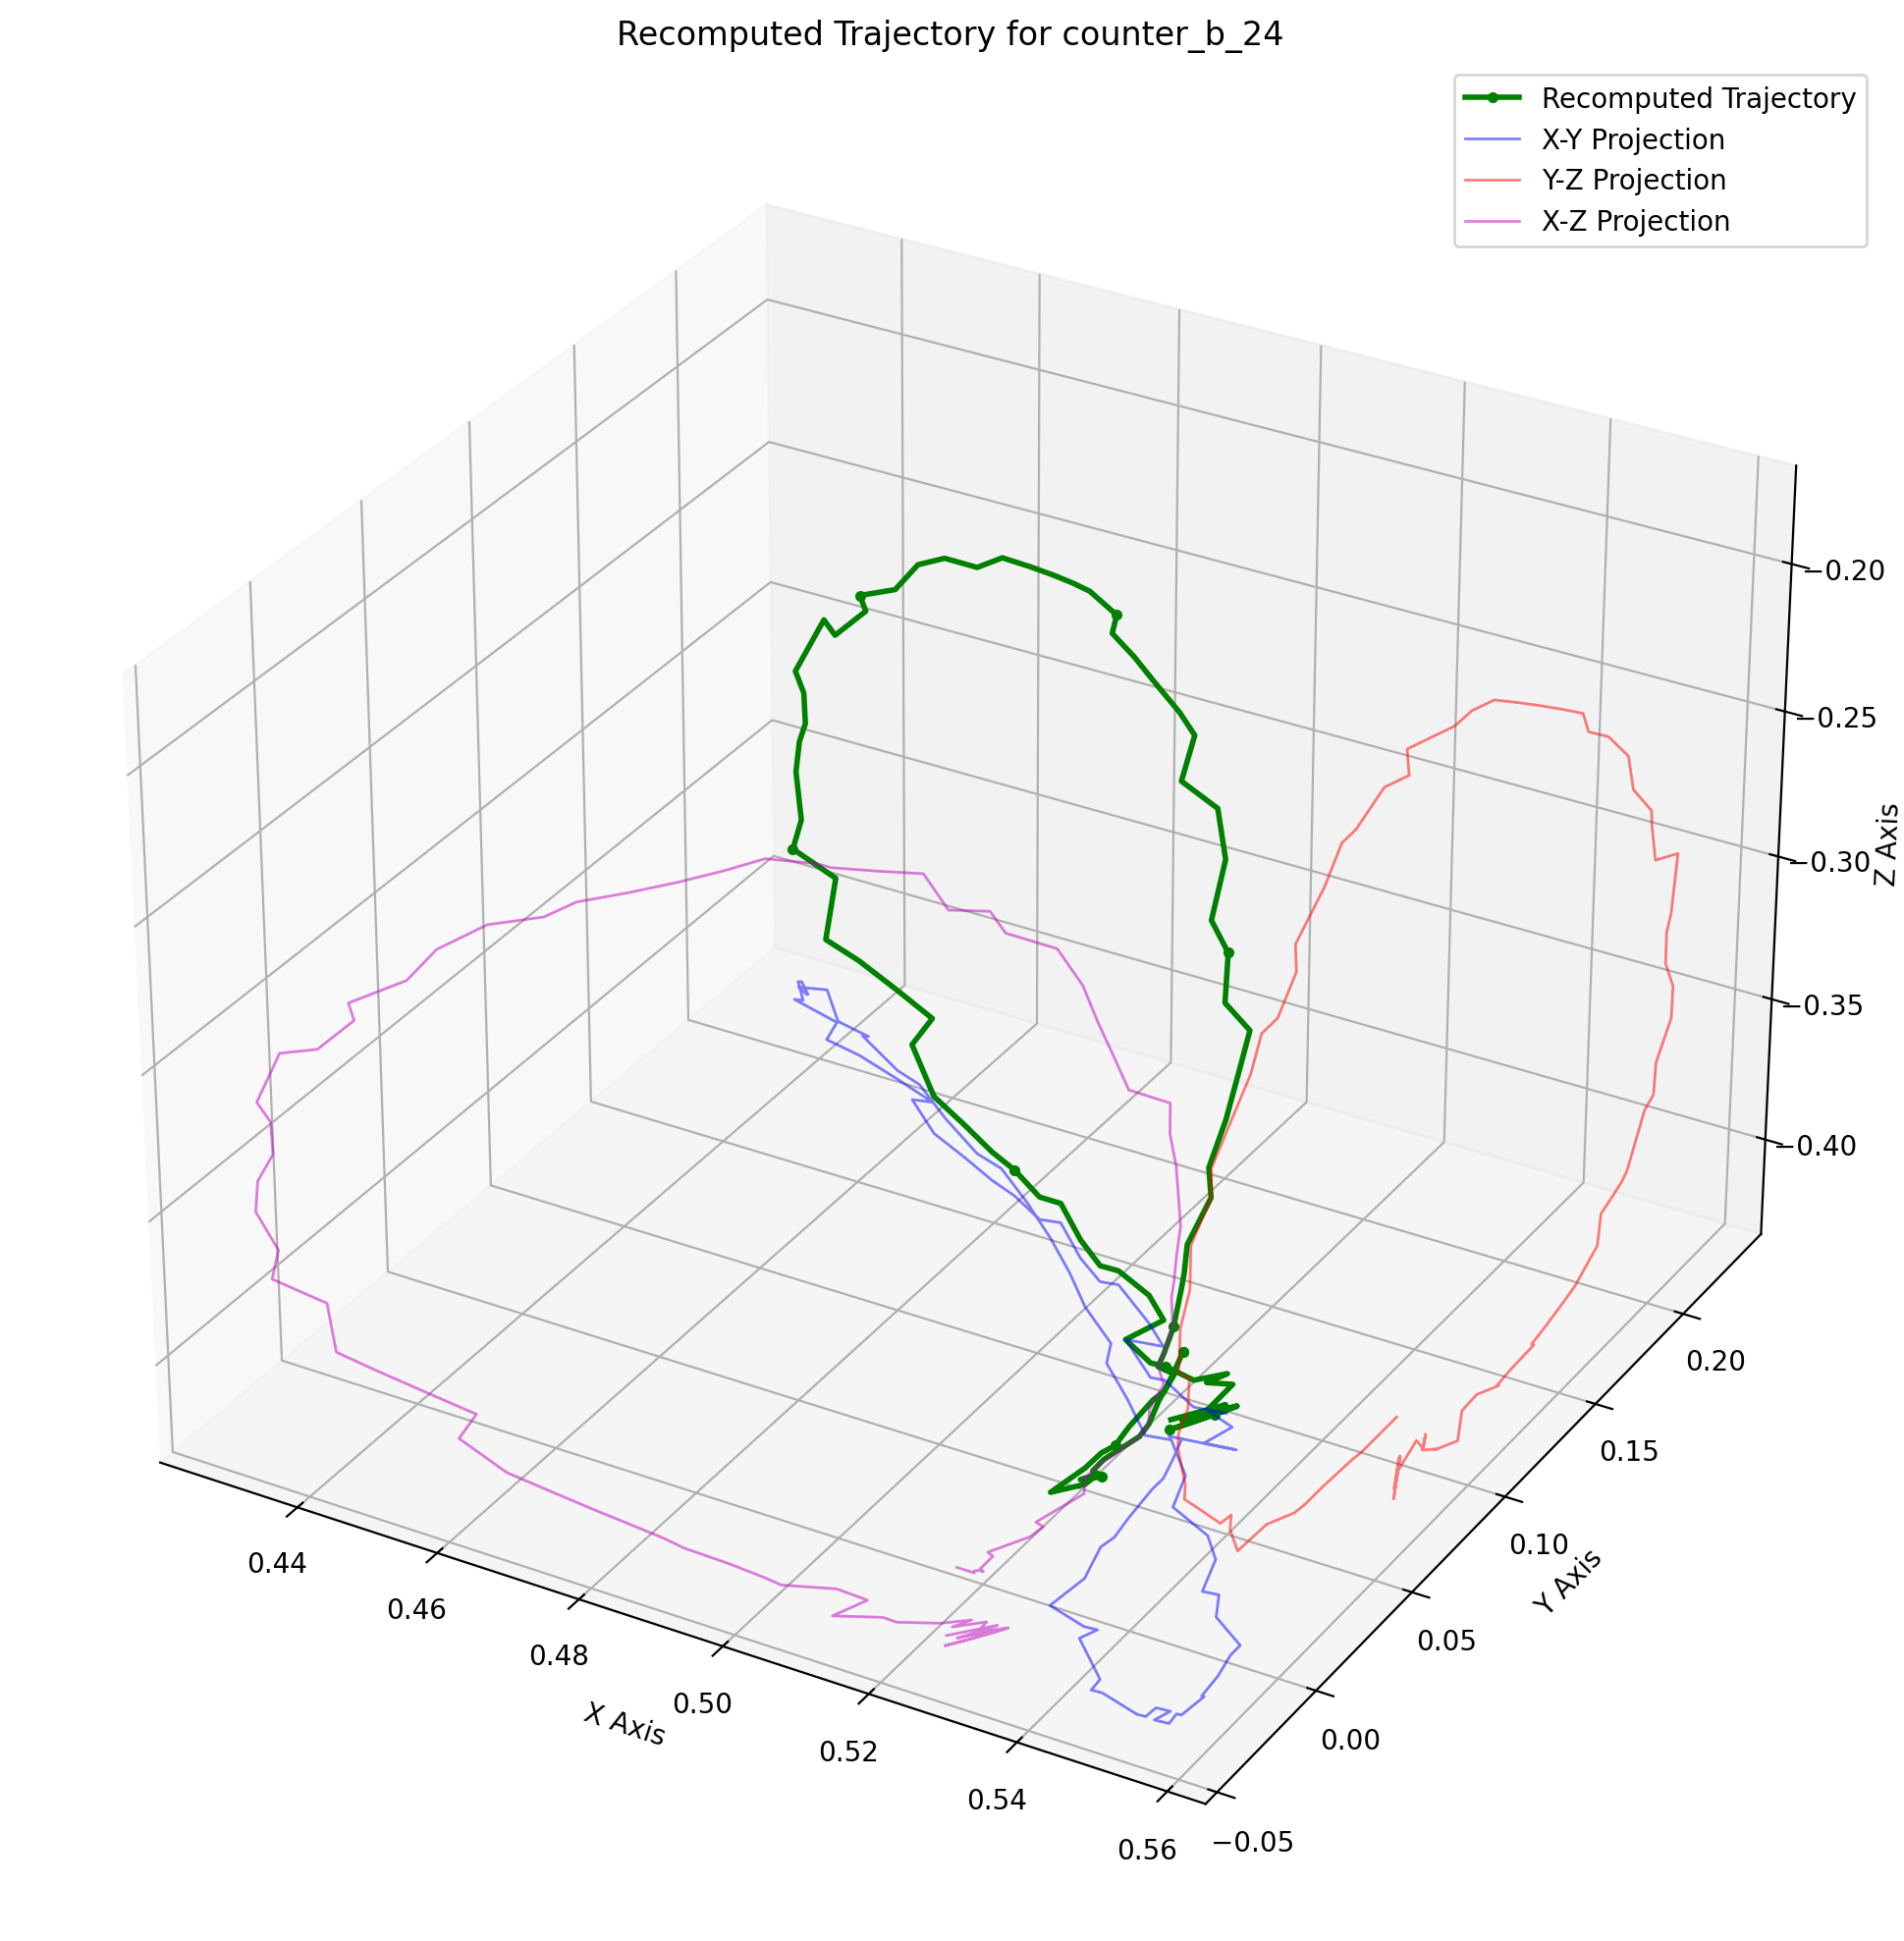 Recomputed Trajectory for counter_b_24
Recomputed Trajectory
X-Y Projection
Y-Z Projection
X-Z Projection
−0.20
−0.25
−0.30
−0.35
−0.40
Z Axis
0.44
0.46
0.48
0.50
0.52
0.54
0.56
X Axis
−0.05
0.00
0.05
0.10
0.15
0.20
Y Axis